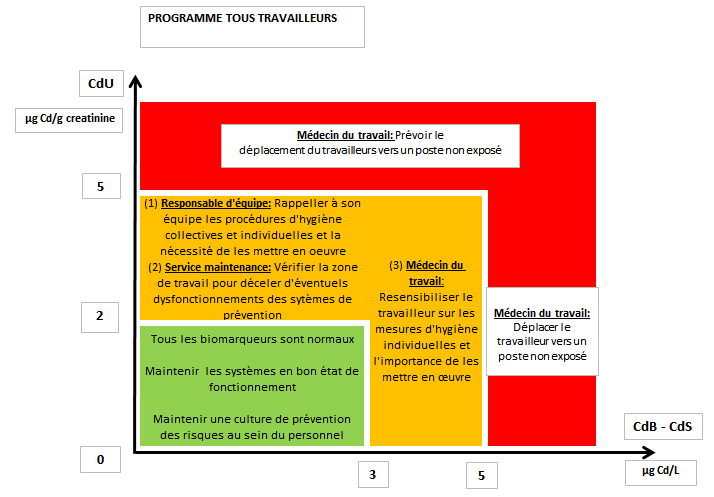 PROGRAMME TOUS TRAVAILLEURS
CdU
µg Cd/g creatinine
Médecin du travail: Prévoir le
déplacement du travailleurs vers un poste non exposé
5
(1) Responsable d'équipe: Rappeller à son
équipe les procédures d'hygiène
collectives et individuelles et la
nécessité de les mettre en oeuvre
(2) Service maintenance: Vérifier la zone
de travail pour déceler d'éventuels
dysfonctionnements des sytèmes de
prévention
(3) Médecin du
travail:
Resensibiliser le
travailleur sur les
mesures d'hygiène
individuelles et
l'importance de les
mettre en œuvre
Médecin du travail:
Déplacer le
travailleur vers un
poste non exposé
2
Tous les biomarqueurs sont normaux
Maintenir les systèmes en bon état de
fonctionnement
Maintenir une culture de prévention
des risques au sein du personnel
CdB - CdS
0
3
5
µg Cd/L